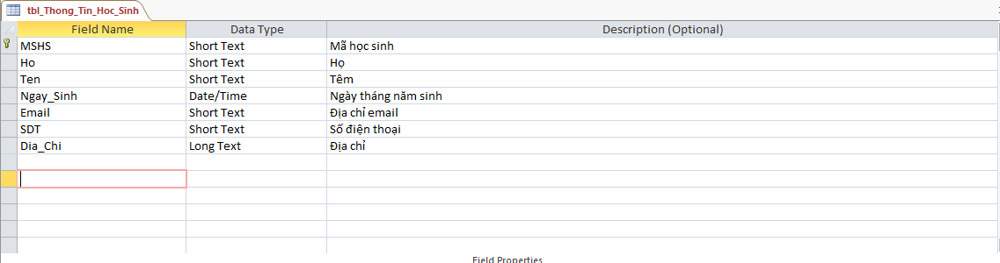 tbl_Thong_Tin_Hoc_Sinh
Field Name Data Type Description (Optional)
MSHS Short Text Mã học sinh
Ho Short Text Họ
Ten Short Text Têm
Ngay_Sinh Date/Time Ngày tháng năm sinh
Email Short Text Địa chỉ email
SDT Short Text Số điện thoại
Dia_Chi Long Text Địa chỉ
Field Properties